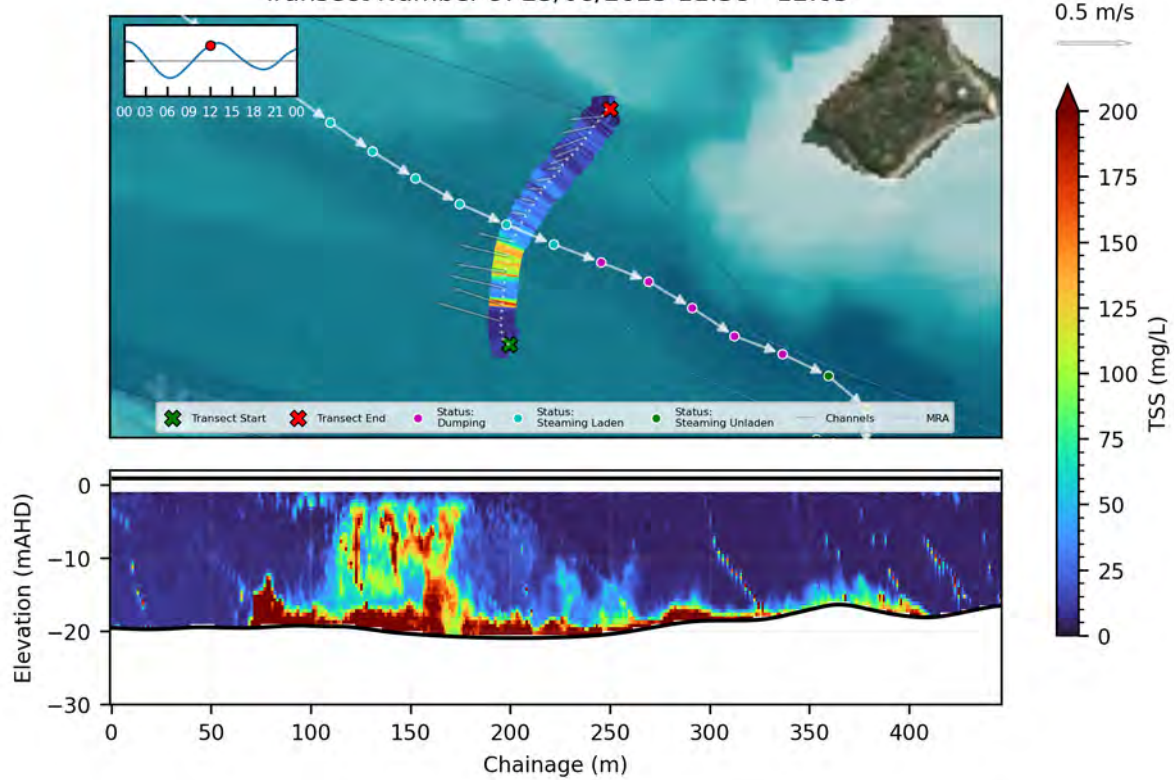 Transect Number
0.5 m/s
00 03 06 09 12 15 18 21 00
Transect Start
Transect End
Status:
Dumping
Status:
Steaming Laden
Status:
Steaming Unladen
Channels
MRA
200
175
150
125
100
75
50
25
0
TSS (mg/L)
0
−10
−20
−30
Elevation (mAHD)
0 50 100 150 200 250 300 350 400
Chainage (m)